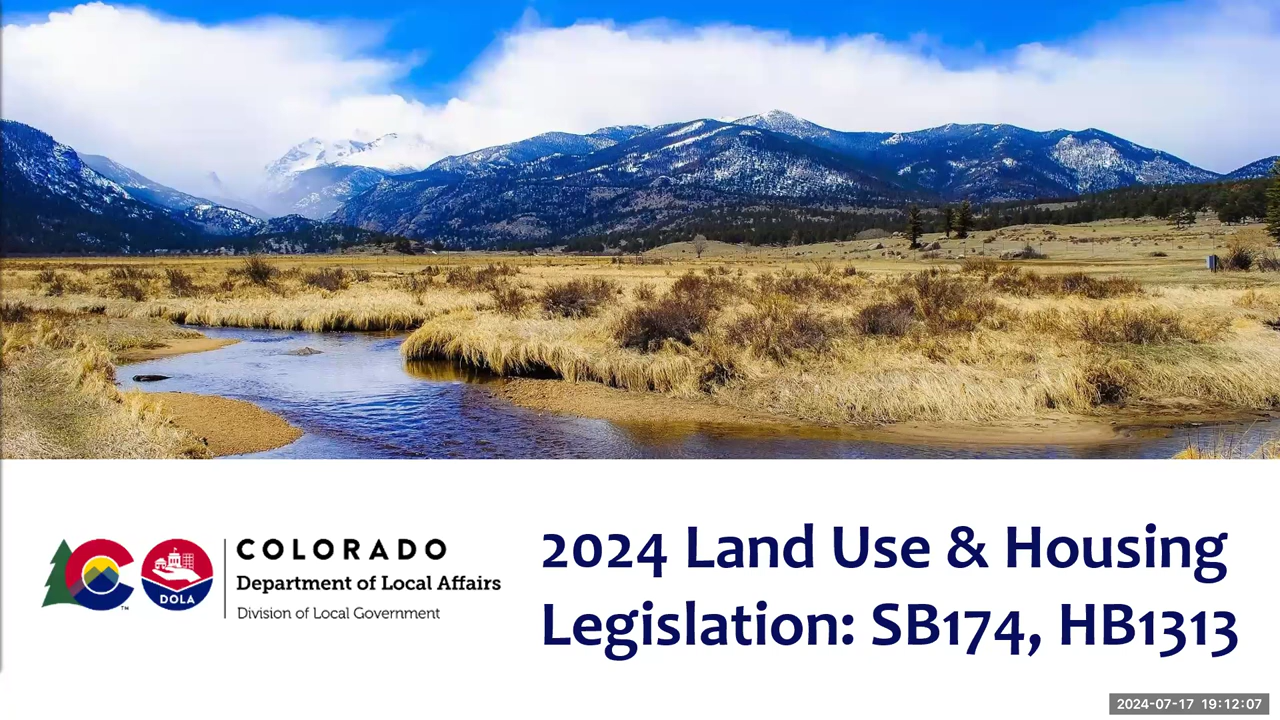 COLORADO
Department of Local Affairs
Division of Local Government
TM
DOLA
2024 Land Use & Housing
Legislation: SB174, HB1313
2024-07-17 19:12:07